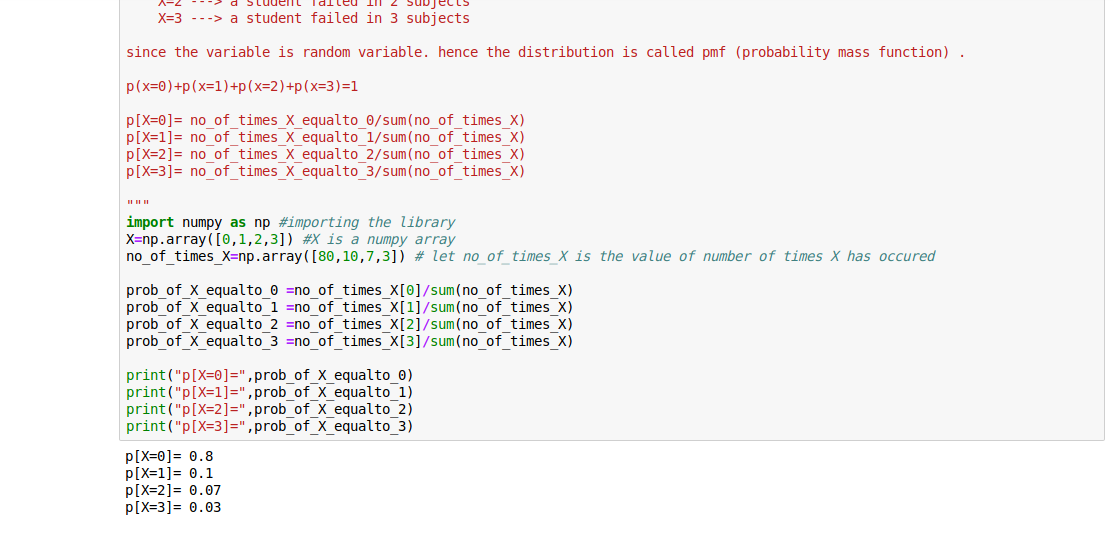 X=2 ---> a student failed in 2 subjects
X=3 ---> a student failed in 3 subjects
since the variable is random variable. hence the distribution is called pmf (probability mass function) .
p(x=0)+p(x=1)+p(x=2)+p(x=3)=1
p[X=0]= no_of_times_X_equalto_0/sum(no_of_times_X)
p[X=1]= no_of_times_X_equalto_1/sum(no_of_times_X)
p[X=2]= no_of_times_X_equalto_2/sum(no_of_times_X)
p[X=3]= no_of_times_X_equalto_3/sum(no_of_times_X)
"""
import numpy as np #importing the library
X=np.array([0,1,2,3]) #X is a numpy array
no_of_times_X=np.array([80,10,7,3]) # let no_of_times_X is the value of number of times X has occured
prob_of_X_equalto_0 =no_of_times_X[0]/sum(no_of_times_X)
prob_of_X_equalto_1 =no_of_times_X[1]/sum(no_of_times_X)
prob_of_X_equalto_2 =no_of_times_X[2]/sum(no_of_times_X)
prob_of_X_equalto_3 =no_of_times_X[3]/sum(no_of_times_X)
print("p[X=0]=",prob_of_X_equalto_0)
print("p[X=1]=",prob_of_X_equalto_1)
print("p[X=2]=",prob_of_X_equalto_2)
print("p[X=3]=",prob_of_X_equalto_3)
p[X=0]= 0.8
p[X=1]= 0.1
p[X=2]= 0.07
p[X=3]= 0.03